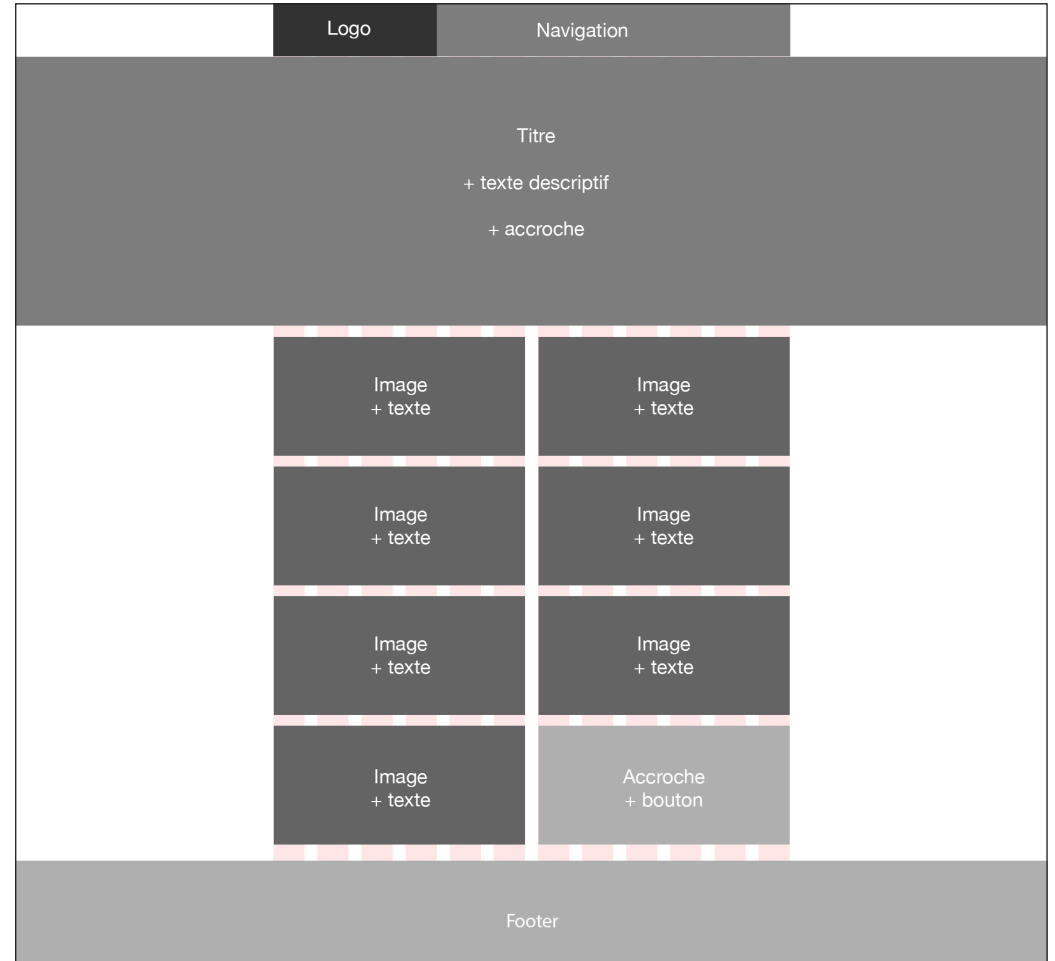 Logo
Navigation
Titre
+ texte descriptif
+ accroche
Image
+ texte
Image
+ texte
Image
+ texte
Image
+ texte
Image
+ texte
Image
+ texte
Image
+ texte
Accroche
+ bouton
Footer